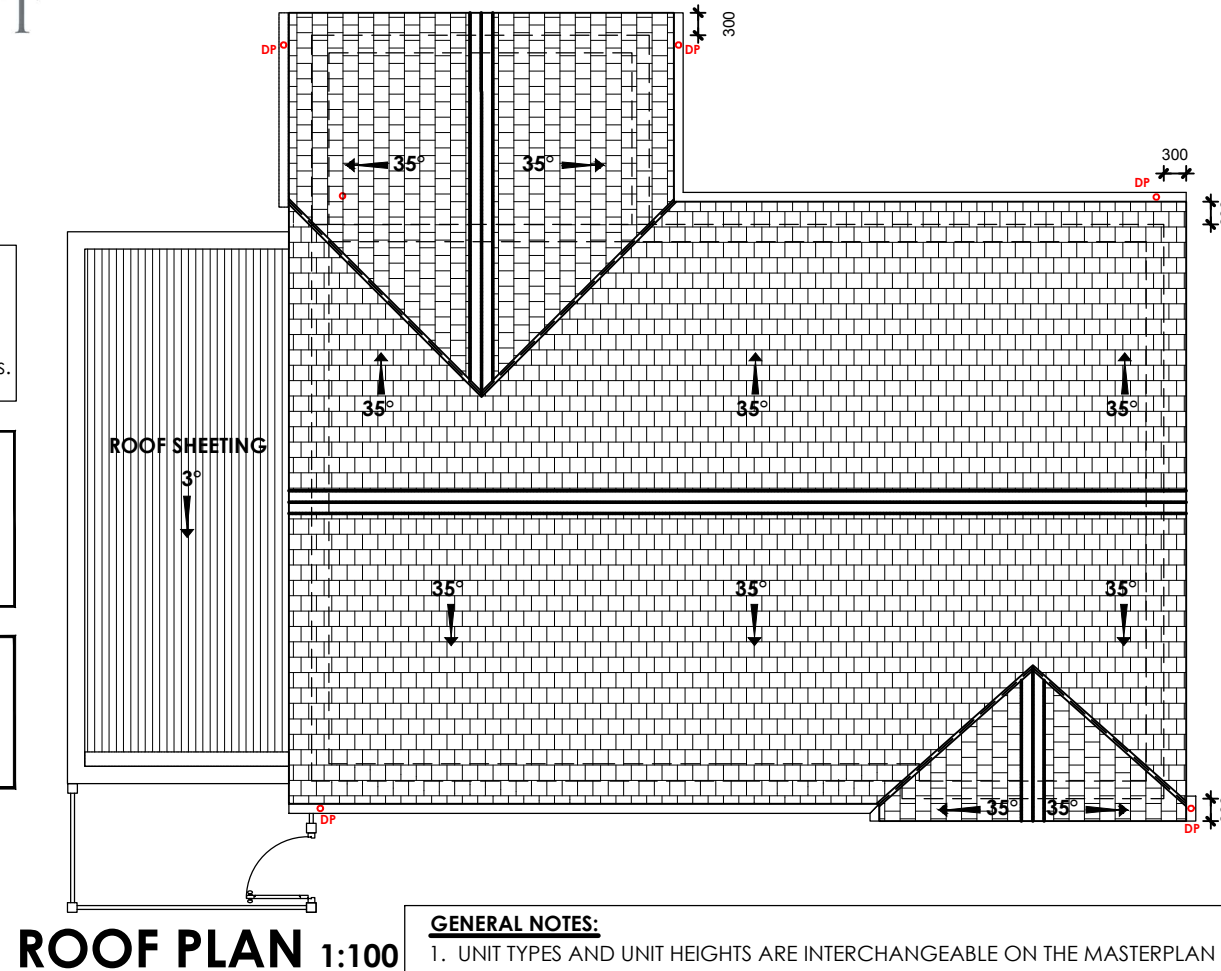 300
DP
DP
35°
35°
300
DP
s.
35°
35°
35°
ROOF SHEETING
3°
35°
35°
35°
35°
35°
DP
DP
ROOF PLAN 1:100
GENERAL NOTES:
1. UNIT TYPES AND UNIT HEIGHTS ARE INTERCHANGEABLE ON THE MASTERPLAN